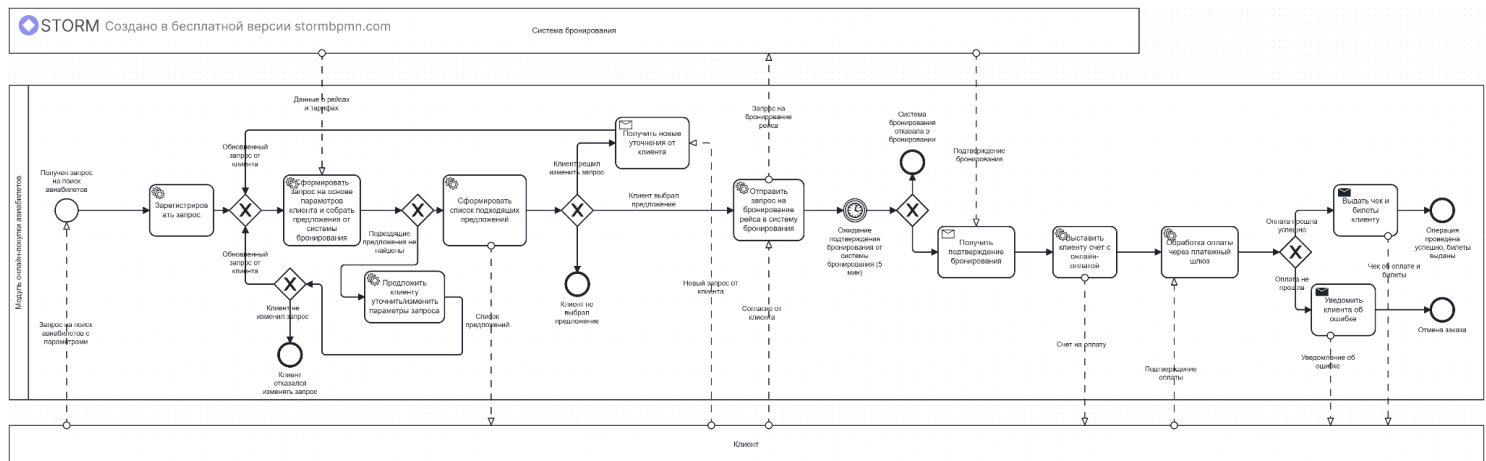 STORM Создано в бесплатной версии stormbpmn.com
Система бронирования
Модуль онлайн-покупки авиабилетов
Получен запрос
на поиск
авиабилетов
Запрос на поиск
авиабилетов с
параметрами
Зарегистриров
ать запрос
Обновленный
запрос от
клиента
Обновленный
запрос от
клиента
Данные о рейсах
и тарифах
Сформировать
запрос на основе
параметров
клиента и собрать
предложения от
системы
бронирования
Клиент не
изменил запрос
Клиент
отказался
изменять запрос
Подходящие
предложения не
найдены
Предложить
клиенту
уточнить/изменить
параметры запроса
Сформировать
список подходящих
предложений
Список
предложений
Клиент решил
изменить запрос
Получить новые
уточнения от
клиента
Клиент выбрал
предложение
Клиент не
выбрал
предложение
Новый запрос от
клиента
Запрос на
бронирование
рейса
Отправить
запрос на
бронирование
рейса в систему
бронирования
Согласие от
клиента
Ожидание
подтверждения
бронирования от
системы
бронирования (5
мин)
Система
бронирования
отказала в
бронировании
Подтверждение
бронирования
Получить
подтверждение
бронирования
Выставить
клиенту счет с
онлайн-
оплатой
Счет на оплату
Обработка оплаты
через платежный
шлюз
Подтверждение
оплаты
Оплата прошла
успешно
Оплата не
прошла
Выдать чек и
билеты
клиенту
Чек об оплате и
билеты
Операция
проведена
успешно, билеты
выданы
Уведомить
клиента об
ошибке
Уведомление об
ошибке
Отмена заказа
Клиент